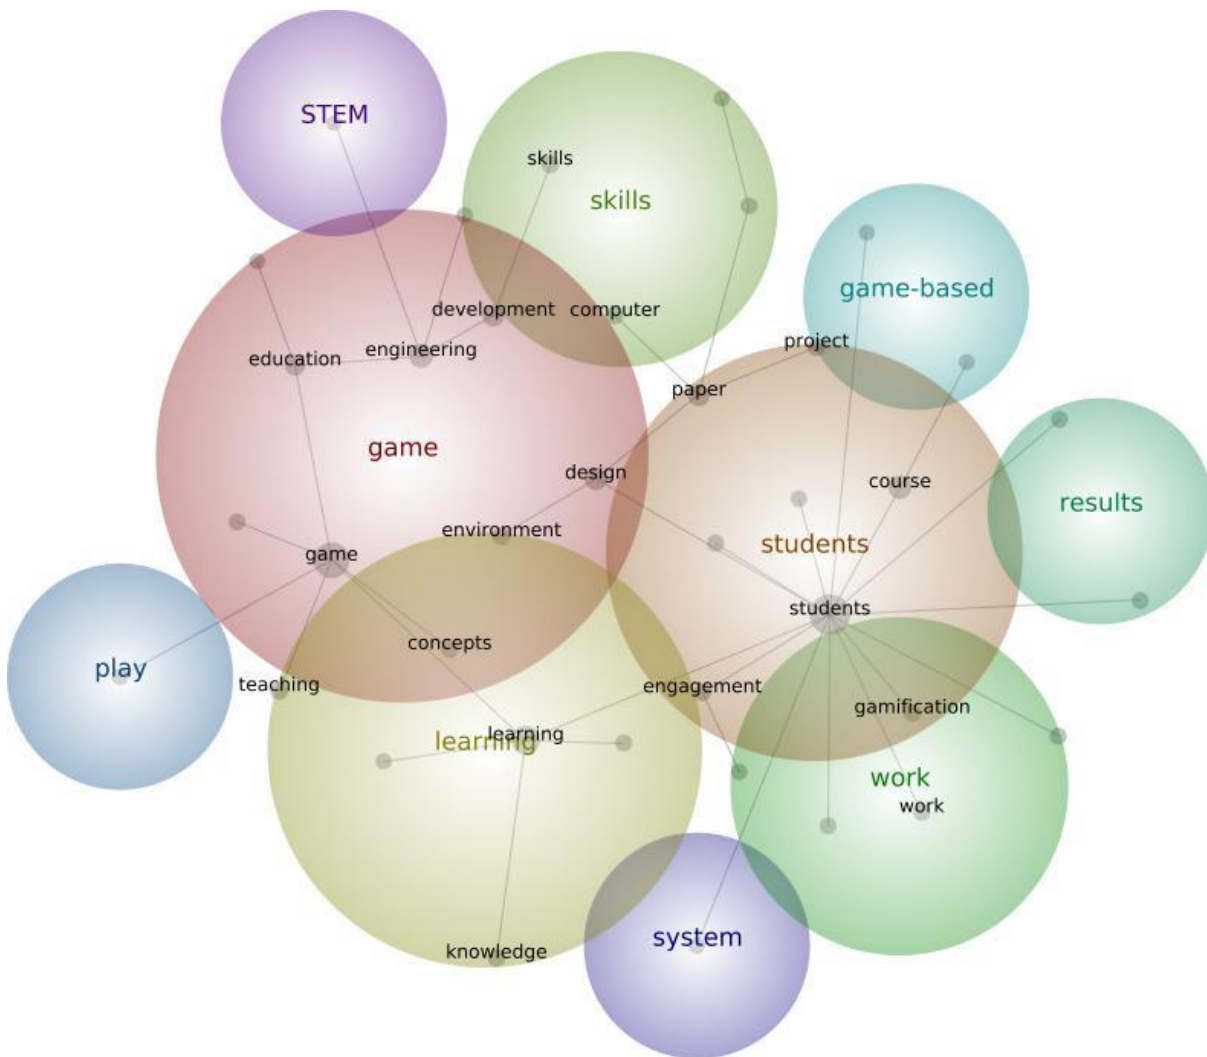 STEM
skills
skills
game-based
development
computer
project
engineering
education
paper
game
design
course
results
environment
students
game
students
concepts
play
teaching
engagement
gamification
learning
learning
work
work
system
knowledge